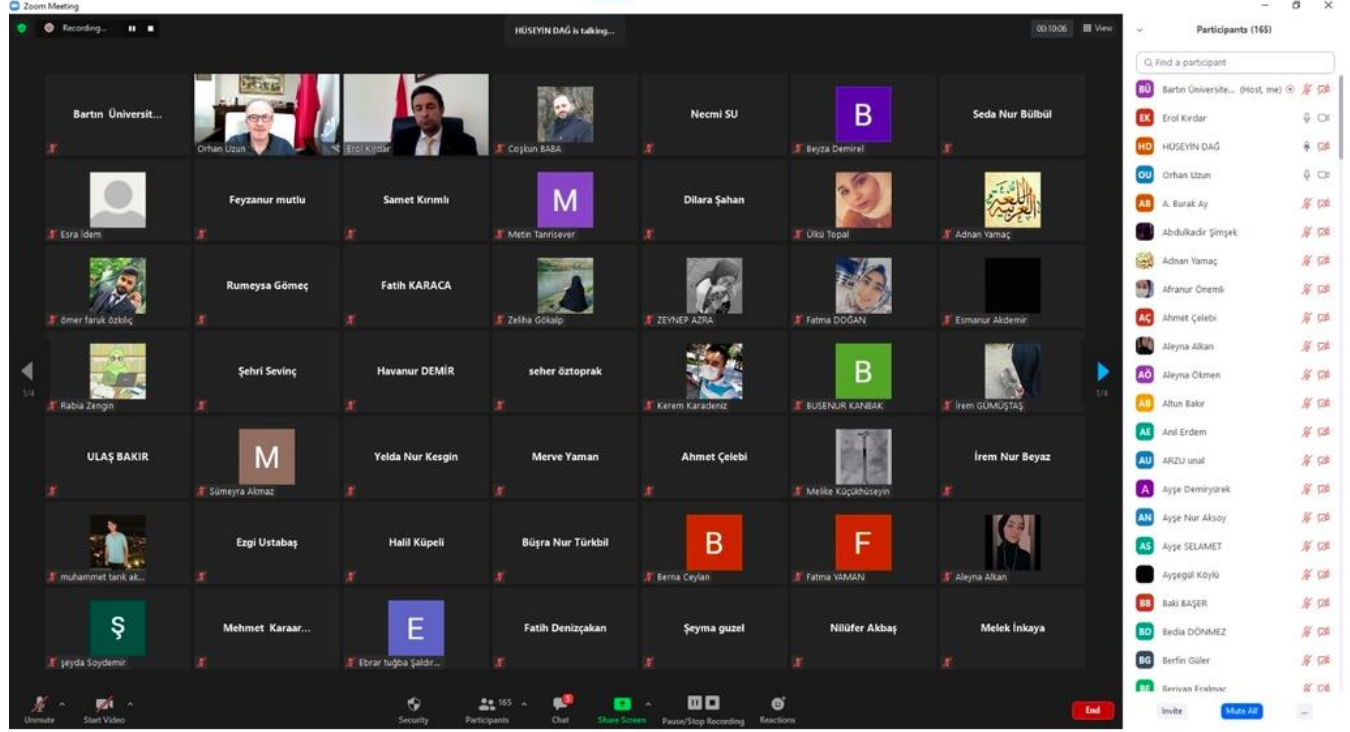 Zoom Meeting
Recording...
HÜSEYİN DAĞ is talking...
00:10:06
View
Bartın Üniversit...
Orhan Uzun
Erol Kırdar
Coşkun BABA
Necmi SU
B
Beyza Demirel
Seda Nur Bülbül
Esra İdem
Feyzanur mutlu
Samet Kırımlı
M
Metin Tanrisever
Dilara Şahan
Ülkü Topal
Adnan Yamaç
ömer faruk özkılıç
Rumeysa Gömeç
Fatih KARACA
Zeliha Gökalp
ZEYNEP AZRA
Fatma DOĞAN
Esmanur Akdemir
1/4
Rabia Zengin
Şehri Sevinç
Havanur DEMİR
seher öztoprak
Kerem Karadeniz
B
BUSENUR KANBAK
İrem GÜMÜŞTAŞ
1/4
ULAŞ BAKIR
M
Sümeyra Akmaz
Yelda Nur Kesgin
Merve Yaman
Ahmet Çelebi
Melike Küçükhüseyin
İrem Nur Beyaz
muhammet tarık ak...
Ezgi Ustabaş
Halil Küpeli
Büşra Nur Türkbil
B
Berna Ceylan
F
Fatma YAMAN
Aleyna Alkan
Ş
şeyda Soydemir
Mehmet Karaar...
E
Ebrar tuğba Şaldır...
Fatih Denizçakan
Şeyma guzel
Nilüfer Akbaş
Melek İnkaya
Unmute
Start Video
Security
165
Participants
5
Chat
Share Screen
Pause/Stop Recording
Reactions
End
Participants (165)
Find a participant
BÜ Bartın Üniversite... (Host, me)
EK Erol Kırdar
HD HÜSEYİN DAĞ
OU Orhan Uzun
AB A. Burak Ay
Abdulkadir Şimşek
Adnan Yamaç
Afranur Önemli
AÇ Ahmet Çelebi
Aleyna Alkan
AÖ Aleyna Ökmen
AB Altun Bakır
AE Anıl Erdem
AU ARZU unal
A Ayşe Demiryürek
AN Ayşe Nur Aksoy
AS Ayşe SELAMET
Ayşegül Köylü
BB Baki BAŞER
BD Bedia DÖNMEZ
BG Berfin Güler
BE Berivan Eralmaç
Invite
Mute All
...